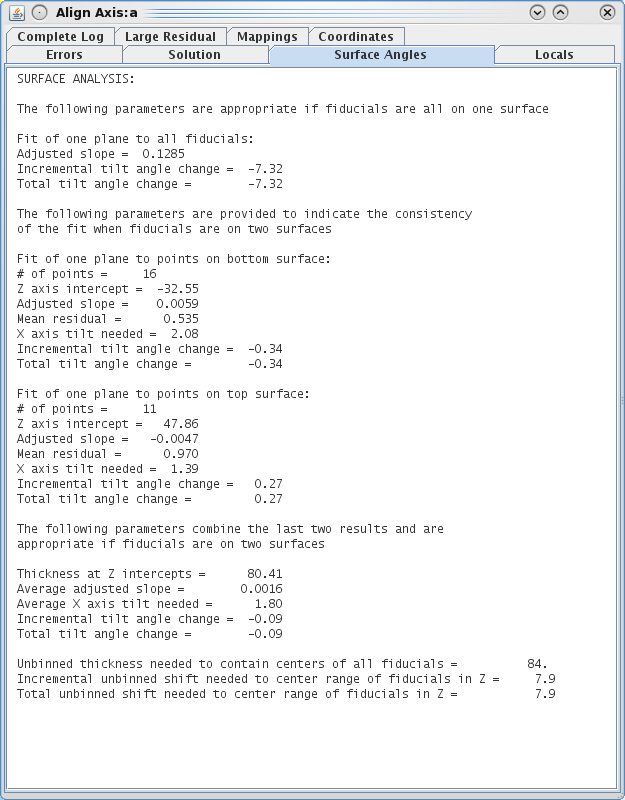 Align Axis:a
Complete Log Large Residual Mappings Coordinates
Errors Solution Surface Angles Locals
SURFACE ANALYSIS:
The following parameters are appropriate if fiducials are all on one surface
Fit of one plane to all fiducials:
Adjusted slope = 0.1285
Incremental tilt angle change = -7.32
Total tilt angle change = -7.32
The following parameters are provided to indicate the consistency
of the fit when fiducials are on two surfaces
Fit of one plane to points on bottom surface:
# of points = 16
Z axis intercept = -32.55
Adjusted slope = 0.0059
Mean residual = 0.535
X axis tilt needed = 2.08
Incremental tilt angle change = -0.34
Total tilt angle change = -0.34
Fit of one plane to points on top surface:
# of points = 11
Z axis intercept = 47.86
Adjusted slope = -0.0047
Mean residual = 0.970
X axis tilt needed = 1.39
Incremental tilt angle change = 0.27
Total tilt angle change = 0.27
The following parameters combine the last two results and are
appropriate if fiducials are on two surfaces
Thickness at Z intercepts = 80.41
Average adjusted slope = 0.0016
Average X axis tilt needed = 1.80
Incremental tilt angle change = -0.09
Total tilt angle change = -0.09
Unbinned thickness needed to contain centers of all fiducials = 84.
Incremental unbinned shift needed to center range of fiducials in Z = 7.9
Total unbinned shift needed to center range of fiducials in Z = 7.9